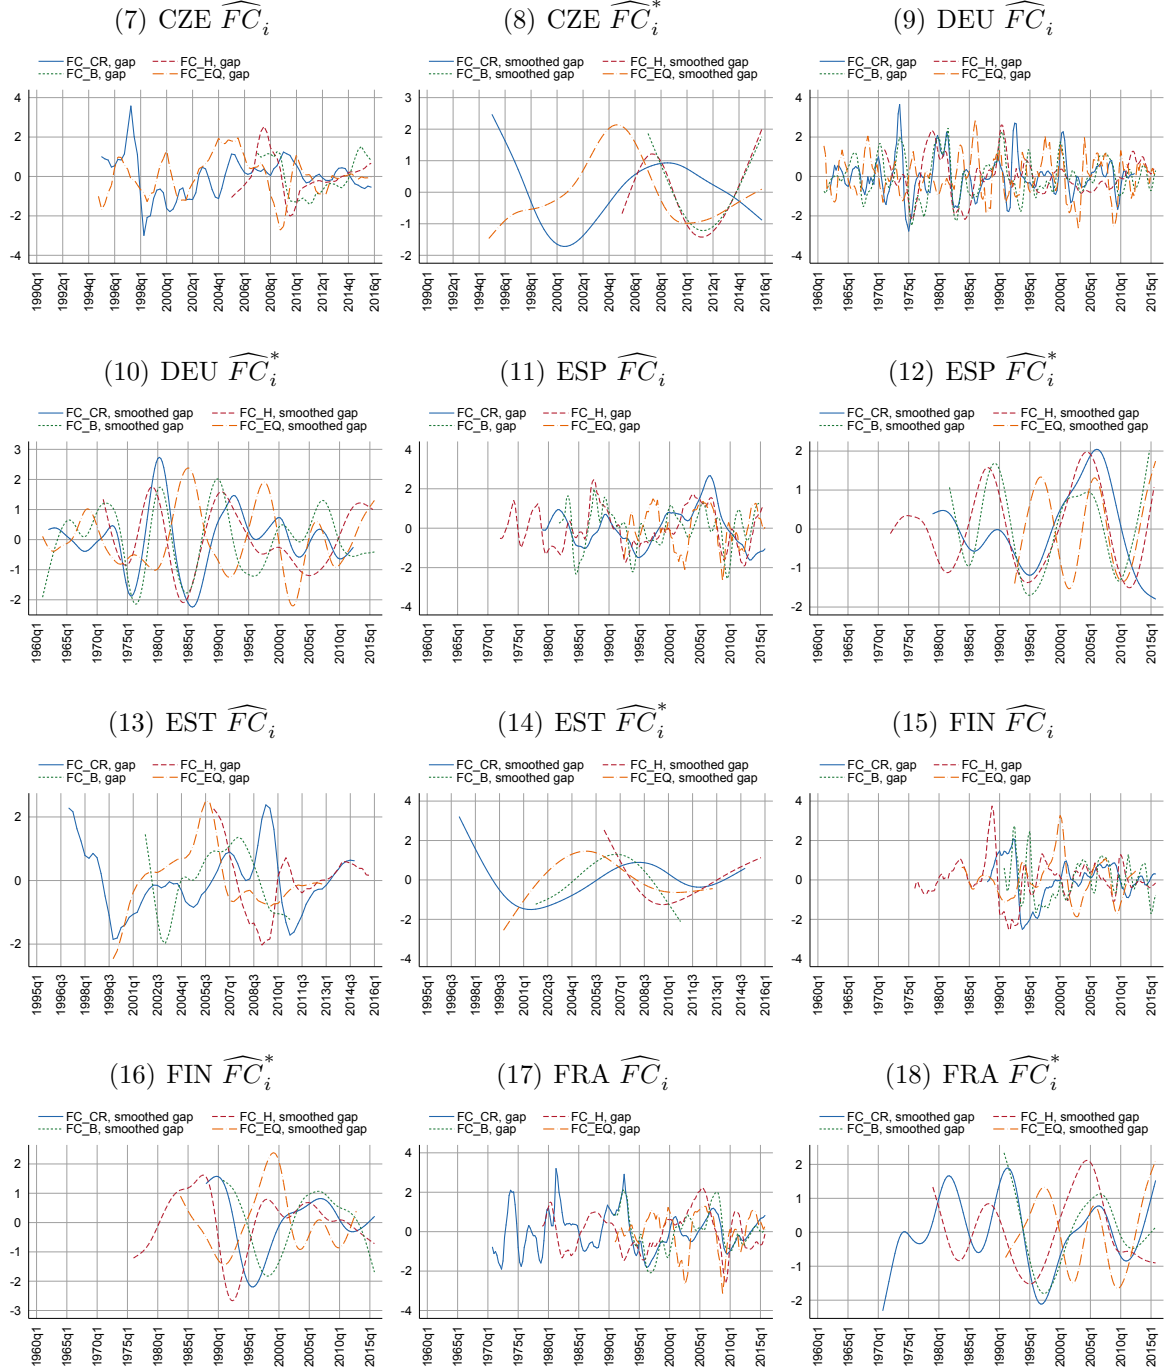 (7) CZE FC_i
FC_CR, gap FC_H, gap
FC_B, gap FC_EQ, gap
4
2
0
-2
-4
1990q1 1992q1 1994q1 1996q1 1998q1 2000q1 2002q1 2004q1 2006q1 2008q1 2010q1 2012q1 2014q1 2016q1
(8) CZE FC_i^*
FC_CR, smoothed gap FC_H, smoothed gap
FC_B, smoothed gap FC_EQ, smoothed gap
3
2
1
0
-1
-2
1990q1 1992q1 1994q1 1996q1 1998q1 2000q1 2002q1 2004q1 2006q1 2008q1 2010q1 2012q1 2014q1 2016q1
(9) DEU FC_i
FC_CR, gap FC_H, gap
FC_B, gap FC_EQ, gap
4
2
0
-2
-4
1960q1 1965q1 1970q1 1975q1 1980q1 1985q1 1990q1 1995q1 2000q1 2005q1 2010q1 2015q1
(10) DEU FC_i^*
FC_CR, smoothed gap FC_H, smoothed gap
FC_B, smoothed gap FC_EQ, smoothed gap
3
2
1
0
-1
-2
1960q1 1965q1 1970q1 1975q1 1980q1 1985q1 1990q1 1995q1 2000q1 2005q1 2010q1 2015q1
(11) ESP FC_i
FC_CR, gap FC_H, gap
FC_B, gap FC_EQ, gap
4
2
0
-2
-4
1960q1 1965q1 1970q1 1975q1 1980q1 1985q1 1990q1 1995q1 2000q1 2005q1 2010q1 2015q1
(12) ESP FC_i^*
FC_CR, smoothed gap FC_H, smoothed gap
FC_B, smoothed gap FC_EQ, smoothed gap
2
1
0
-1
-2
1960q1 1965q1 1970q1 1975q1 1980q1 1985q1 1990q1 1995q1 2000q1 2005q1 2010q1 2015q1
(13) EST FC_i
FC_CR, gap FC_H, gap
FC_B, gap FC_EQ, gap
2
0
-2
1995q1 1996q3 1998q1 1999q3 2001q1 2002q3 2004q1 2005q3 2007q1 2008q3 2010q1 2011q3 2013q1 2014q3 2016q1
(14) EST FC_i^*
FC_CR, smoothed gap FC_H, smoothed gap
FC_B, smoothed gap FC_EQ, smoothed gap
4
2
0
-2
-4
1995q1 1996q3 1998q1 1999q3 2001q1 2002q3 2004q1 2005q3 2007q1 2008q3 2010q1 2011q3 2013q1 2014q3 2016q1
(15) FIN FC_i
FC_CR, gap FC_H, gap
FC_B, gap FC_EQ, gap
4
2
0
-2
-4
1960q1 1965q1 1970q1 1975q1 1980q1 1985q1 1990q1 1995q1 2000q1 2005q1 2010q1 2015q1
(16) FIN FC_i^*
FC_CR, smoothed gap FC_H, smoothed gap
FC_B, smoothed gap FC_EQ, smoothed gap
2
1
0
-1
-2
-3
1960q1 1965q1 1970q1 1975q1 1980q1 1985q1 1990q1 1995q1 2000q1 2005q1 2010q1 2015q1
(17) FRA FC_i
FC_CR, gap FC_H, gap
FC_B, gap FC_EQ, gap
4
2
0
-2
-4
1960q1 1965q1 1970q1 1975q1 1980q1 1985q1 1990q1 1995q1 2000q1 2005q1 2010q1 2015q1
(18) FRA FC_i^*
FC_CR, smoothed gap FC_H, smoothed gap
FC_B, smoothed gap FC_EQ, smoothed gap
2
1
0
-1
-2
1960q1 1965q1 1970q1 1975q1 1980q1 1985q1 1990q1 1995q1 2000q1 2005q1 2010q1 2015q1